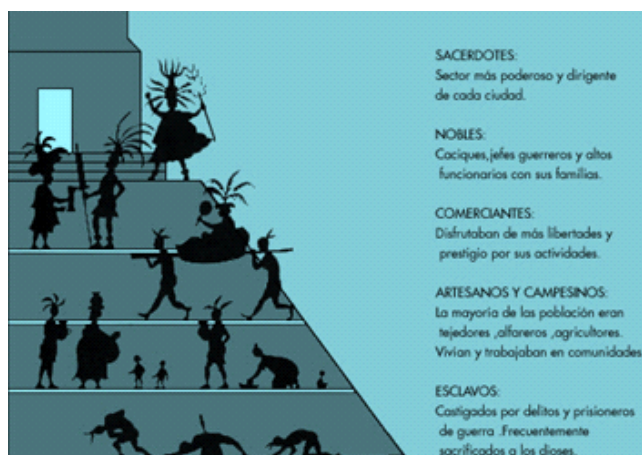 SACERDOTES:
Sector más poderoso y dirigente
de cada ciudad.
NOBLES:
Caciques,jefes guerreros y altos
funcionarios con sus familias.
COMERCIANTES:
Disfrutaban de más libertades y
prestigio por sus actividades.
ARTESANOS Y CAMPESINOS:
La mayoría de las población eran
tejedores ,alfareros ,agricultores.
Vivian y trabajaban en comunidades
ESCLAVOS:
Castigados por delitos y prisioneros
de guerra .Frecuentemente
sacrificados a los dioses.